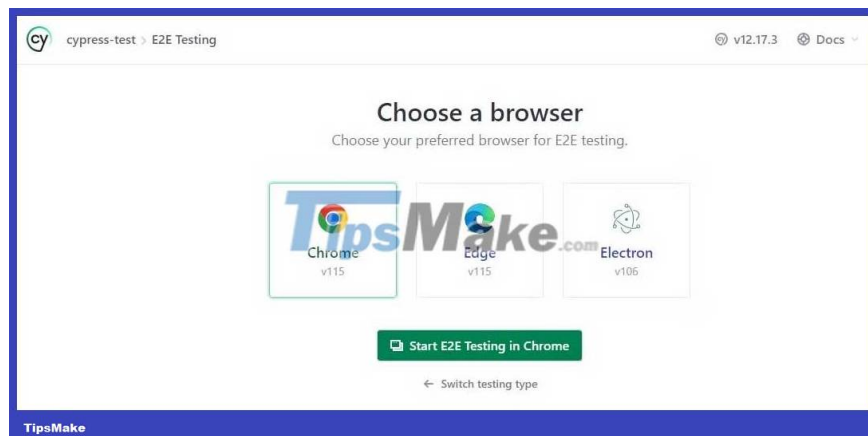 cy cypress-test > E2E Testing v12.17.3 Docs
Choose a browser
Choose your preferred browser for E2E testing.
TipsMake.com
Chrome Edge Electron
v115 v115 v106
Start E2E Testing in Chrome
← Switch testing type
TipsMake